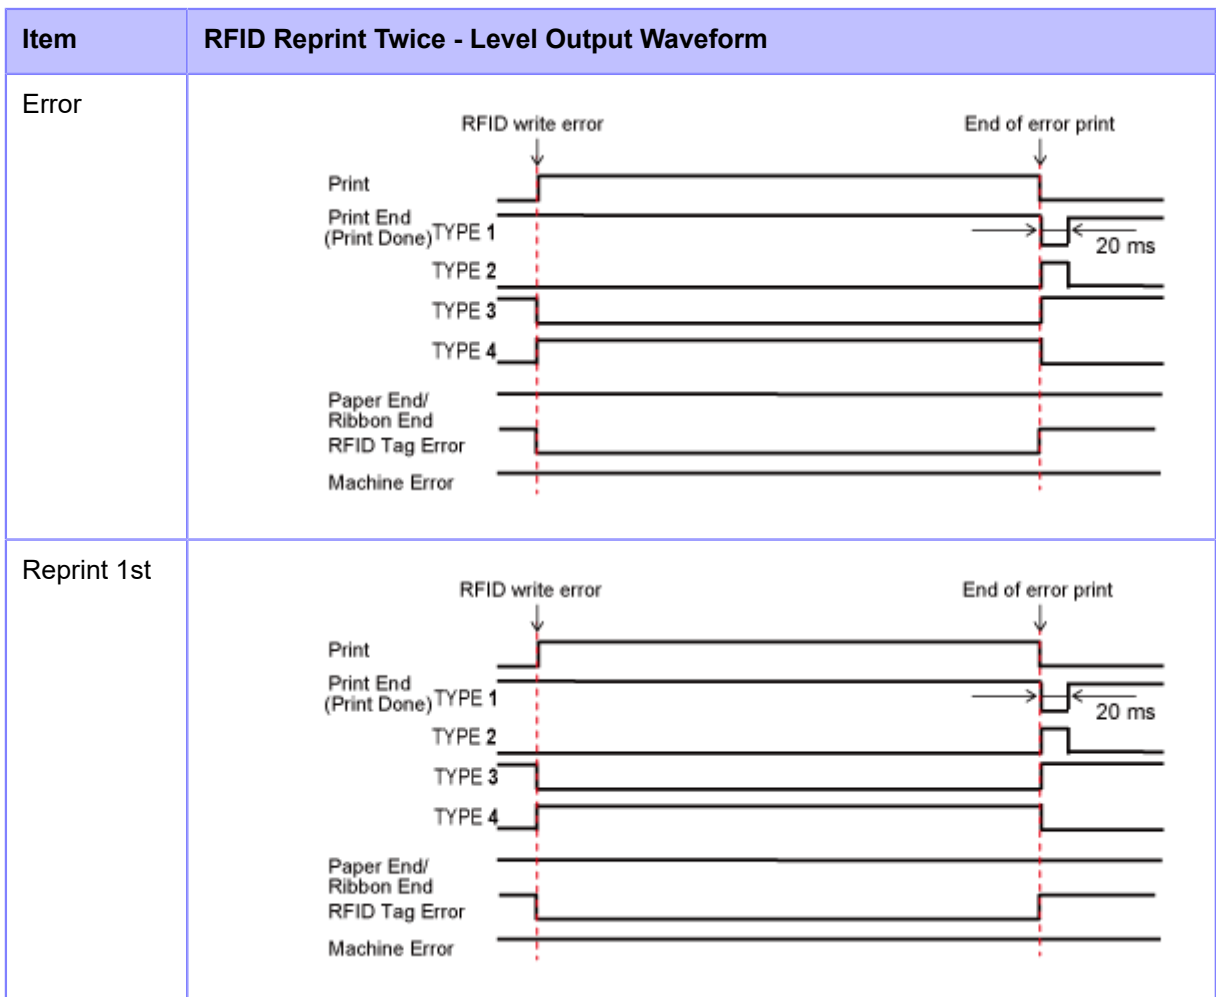 Item
RFID Reprint Twice - Level Output Waveform
Error
RFID write error
End of error print
Print
Print End
(Print Done) TYPE 1
20 ms
TYPE 2
TYPE 3
TYPE 4
Paper End/
Ribbon End
RFID Tag Error
Machine Error
Reprint 1st
RFID write error
End of error print
Print
Print End
(Print Done) TYPE 1
20 ms
TYPE 2
TYPE 3
TYPE 4
Paper End/
Ribbon End
RFID Tag Error
Machine Error